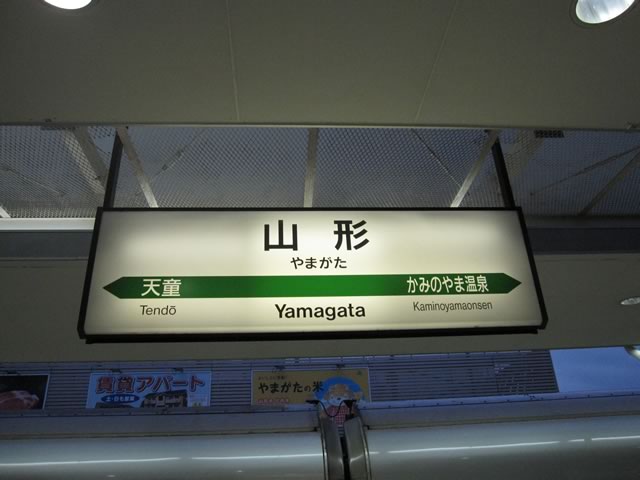 山形
やまがた
天童 かみのやま温泉
Tendō Yamagata Kaminoyamaonsen
賃貸アパート
やまがたの米